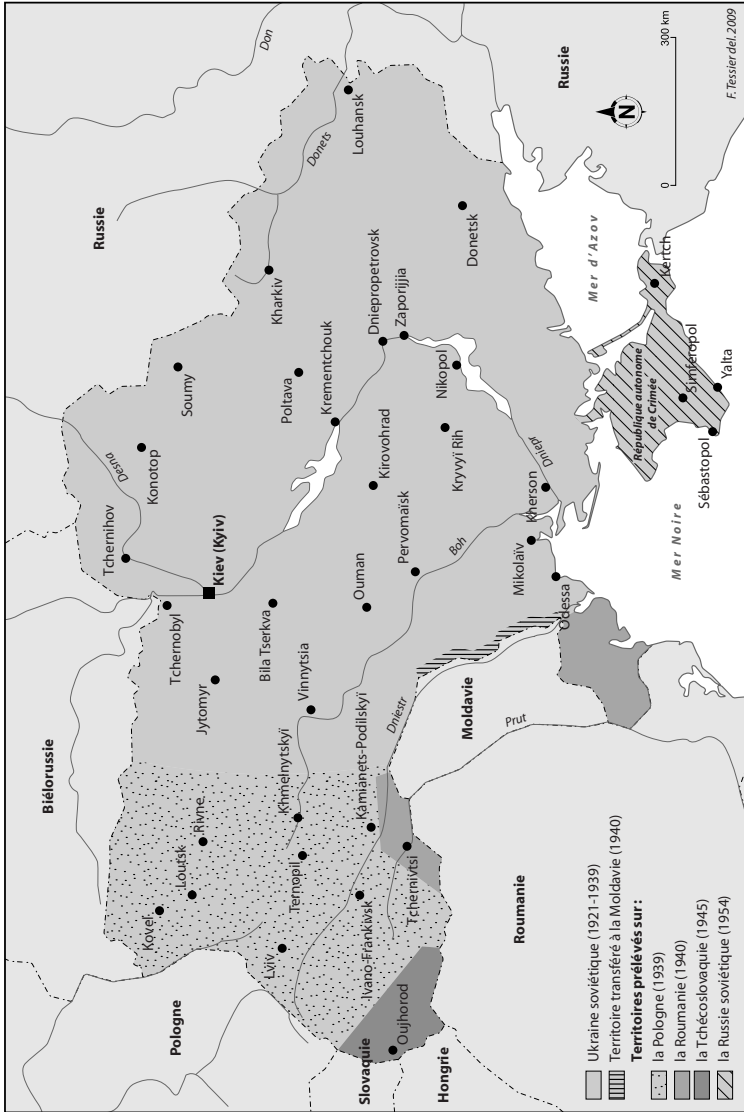 Russie
Don
Biélorussie
Desna
Tchernihov
Konotop
Soumy
Donets
Louhansk
Pologne
Kovel
Loutsk
Rivne
Tchernobyl
Kiev (Kyiv)
Jytomyr
Kharkiv
Poltava
Lviv
Ternopil
Khmelnytskyï
Vinnytsia
Bila Tserkva
Krementchouk
Ouman
Kirovohrad
Dniepropetrovsk
Zaporijjia
Donetsk
Slovaquie
Oujhorod
Ivano-Frankivsk
Kamianets-Podilskyï
Tchernivtsi
Dniestr
Pervomaïsk
Boh
Kryvyï Rih
Nikopol
Dniepr
Hongrie
Roumanie
Moldavie
Prut
Mikolaïv
Kherson
Odessa
Mer d'Azov
Russie
Mer Noire
République autonome
de Crimée
Kertch
Simferopol
Sébastopol
Yalta
Ukraine soviétique (1921-1939)
Territoire transféré à la Moldavie (1940)
Territoires prélevés sur :
la Pologne (1939)
la Roumanie (1940)
la Tchécoslovaquie (1945)
la Russie soviétique (1954)
N
0 300 km
F. Tessier del. 2009